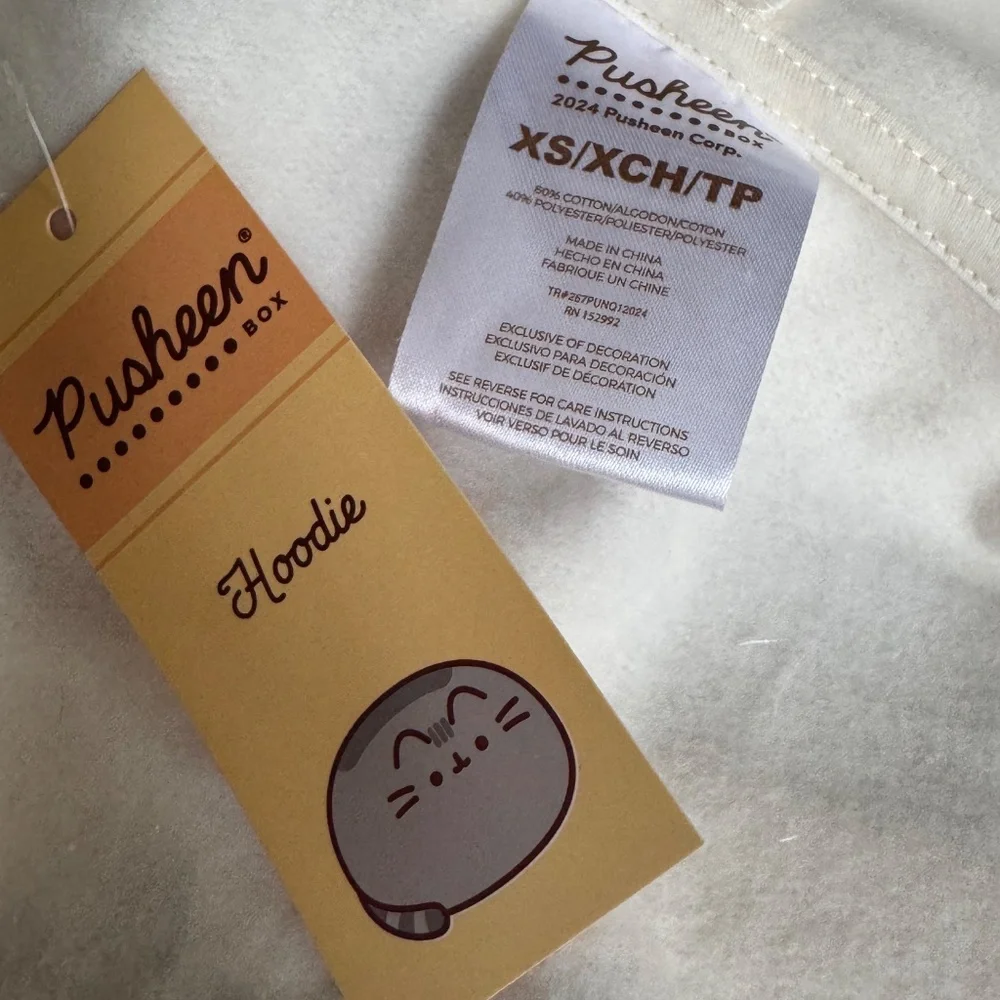 Pusheen®
BOX
Hoodie
Pusheen
BOX
2024 Pusheen Corp.
XS/XCH/TP
60% COTTON/ALGODON/COTON
40% POLYESTER/POLIESTER/POLYESTER
MADE IN CHINA
HECHO EN CHINA
FABRIQUE UN CHINE
TR#267PUNQ12024
RN 152992
EXCLUSIVE OF DECORATION
EXCLUSIVO PARA DECORACIÓN
EXCLUSIF DE DÉCORATION
SEE REVERSE FOR CARE INSTRUCTIONS
INSTRUCCIONES DE LAVADO AL REVERSO
VOIR VERSO POUR LE SOIN